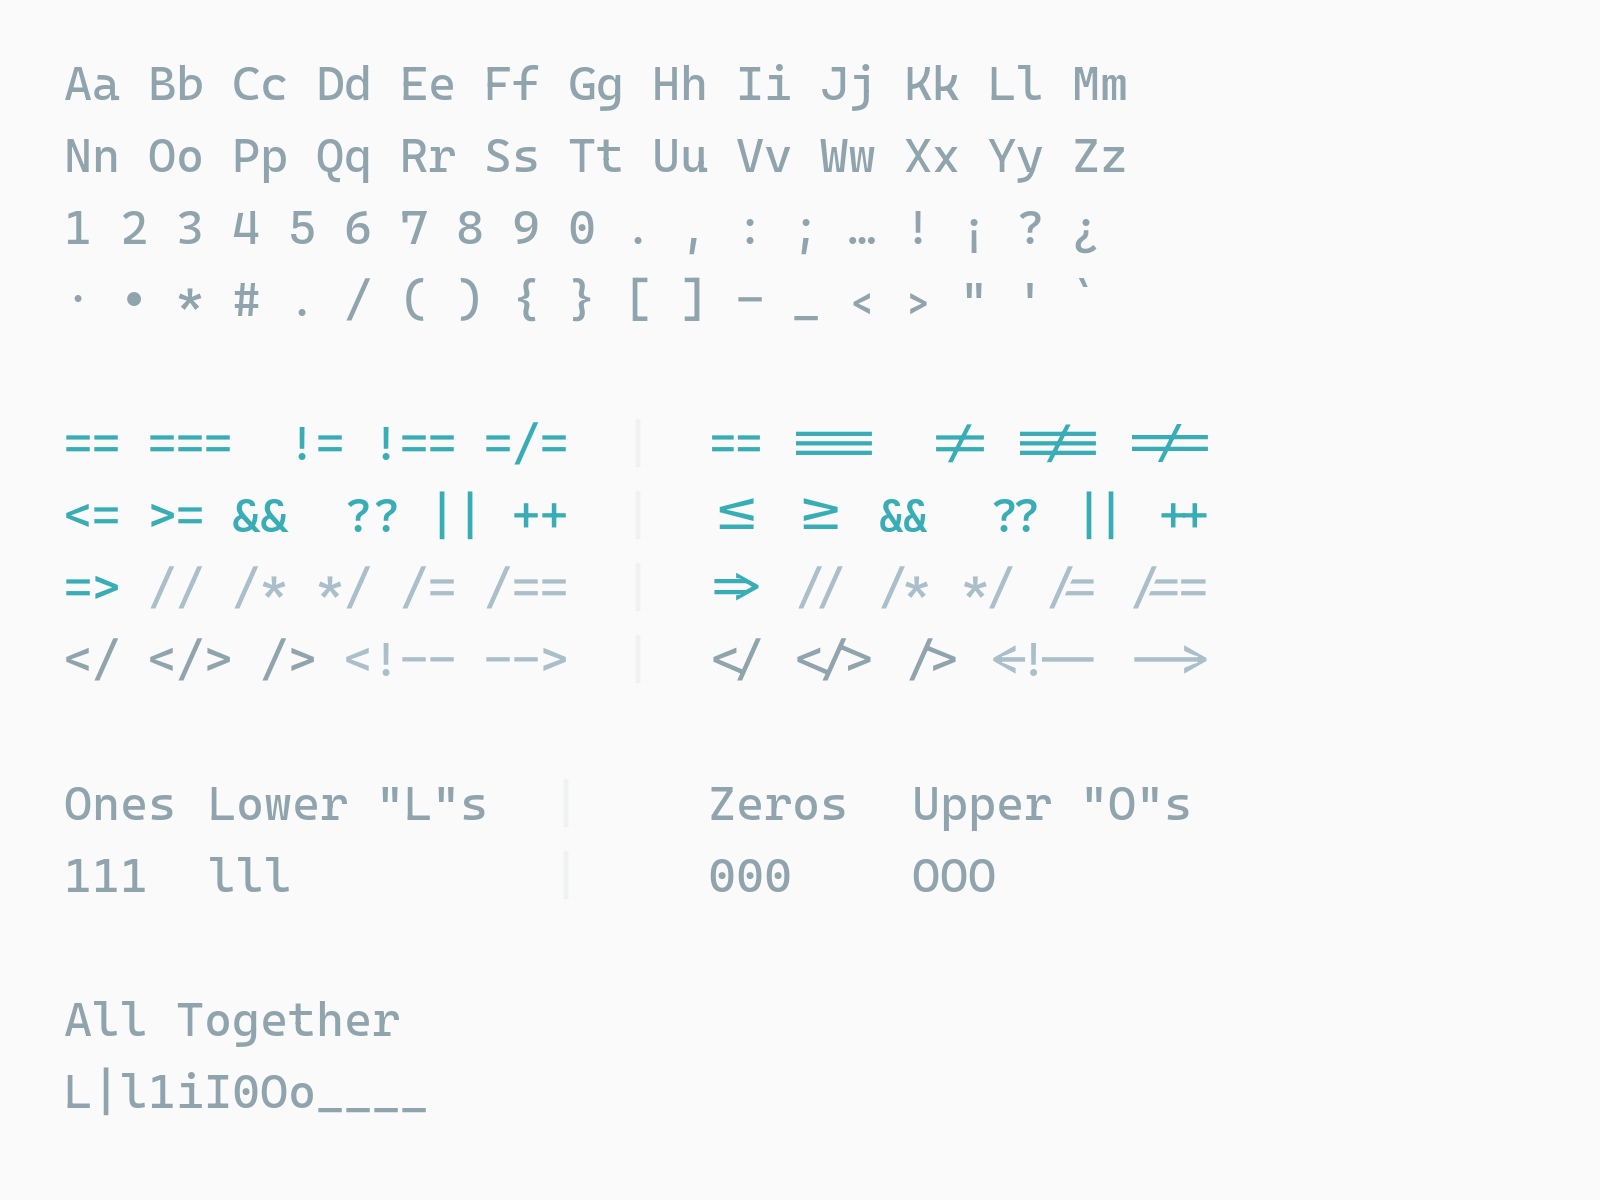 Aa Bb Cc Dd Ee Ff Gg Hh Ii Jj Kk Ll Mm
Nn Oo Pp Qq Rr Ss Tt Uu Vv Ww Xx Yy Zz
1 2 3 4 5 6 7 8 9 0 . , : ; … ! ¡ ? ¿
· • * # . / ( ) { } [ ] − _ < > " ' `
== ===  != !== =/= | == ===  != !== =/=
<= >= &&  ?? || ++ | <= >= &&  ?? || ++
=> // /* */ /= /== | => // /* */ /= /==
</ </> /> <!-- --> | </ </> /> <!-- -->
Ones Lower "L"s | Zeros Upper "O"s
111  lll | 000  OOO
All Together
L|l1iI0Oo____